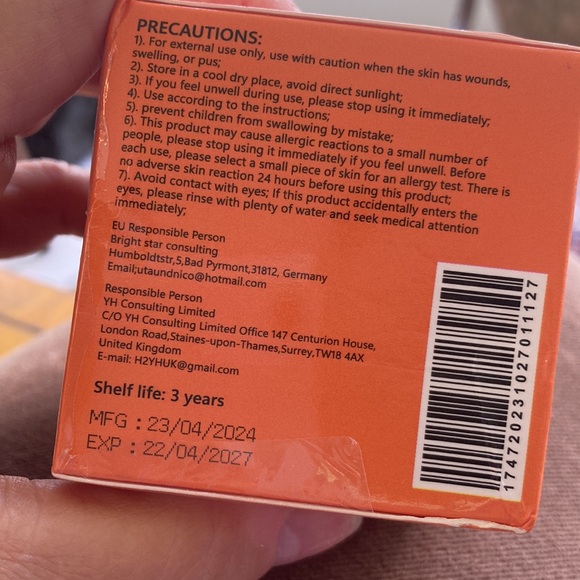 PRECAUTIONS:
1). For external use only, use with caution when the skin has wounds,
swelling, or pus;
2). Store in a cool dry place, avoid direct sunlight;
3). If you feel unwell during use, please stop using it immediately;
4). Use according to the instructions;
5). prevent children from swallowing by mistake;
6). This product may cause allergic reactions to a small number of
people, please stop using it immediately if you feel unwell. Before
each use, please select a small piece of skin for an allergy test. There is
no adverse skin reaction 24 hours before using this product;
7). Avoid contact with eyes; If this product accidentally enters the
eyes, please rinse with plenty of water and seek medical attention
immediately;
EU Responsible Person
Bright star consulting
Humboldtstr,5,Bad Pyrmont,31812, Germany
Email;utaundnico@hotmail.com
Responsible Person
YH Consulting Limited
C/O YH Consulting Limited Office 147 Centurion House,
London Road,Staines-upon-Thames,Surrey,TW18 4AX
United Kingdom
E-mail: H2YHUK@gmail.com
Shelf life: 3 years
MFG : 23/04/2024
EXP : 22/04/2027
17472023102701127